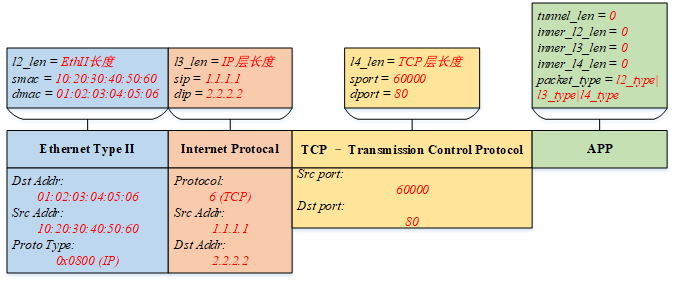 l2_len = EthII长度
smac = 10:20:30:40:50:60
dmac = 01:02:03:04:05:06
l3_len = IP层长度
sip = 1.1.1.1
dip = 2.2.2.2
l4_len = TCP层长度
sport = 60000
dport = 80
tunnel_len = 0
inner_l2_len = 0
inner_l3_len = 0
inner_l4_len = 0
packet_type = l2_type|
l3_type|l4_type
Ethernet Type II
Internet Protocal
TCP – Transmission Control Protocol
APP
Dst Addr:
01:02:03:04:05:06
Src Addr:
10:20:30:40:50:60
Proto Type:
0x0800 (IP)
Protocol:
6 (TCP)
Src Addr:
1.1.1.1
Dst Addr:
2.2.2.2
Src port:
60000
Dst port:
80